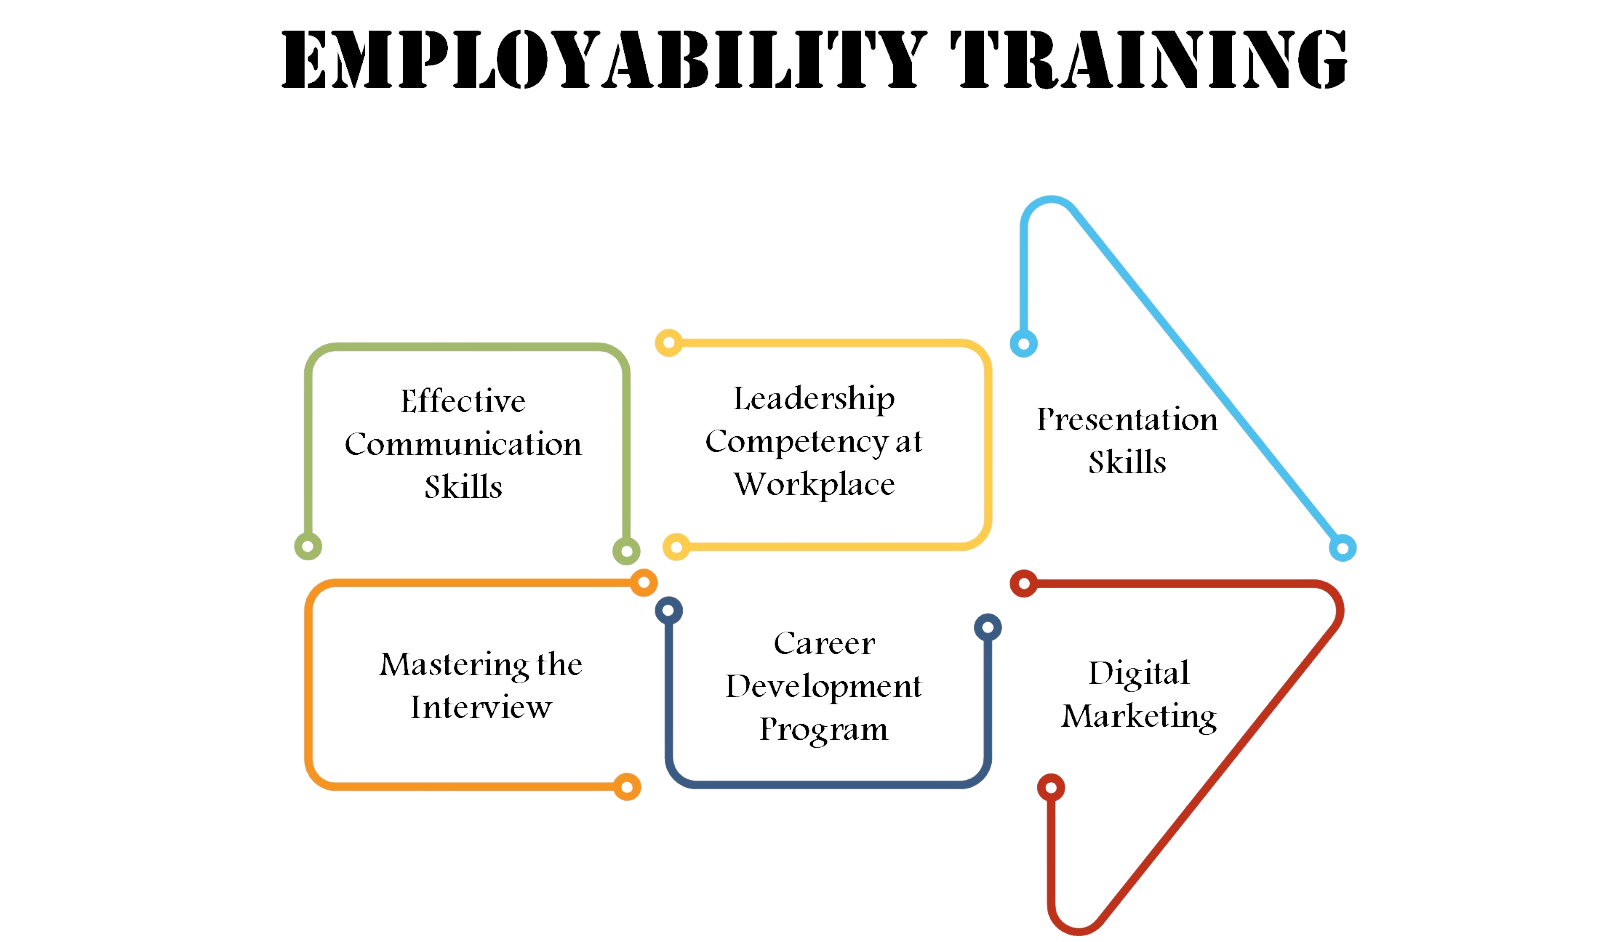 EMPLOYABILITY TRAINING
Effective
Communication
Skills
Leadership
Competency at
Workplace
Presentation
Skills
Mastering the
Interview
Career
Development
Program
Digital
Marketing